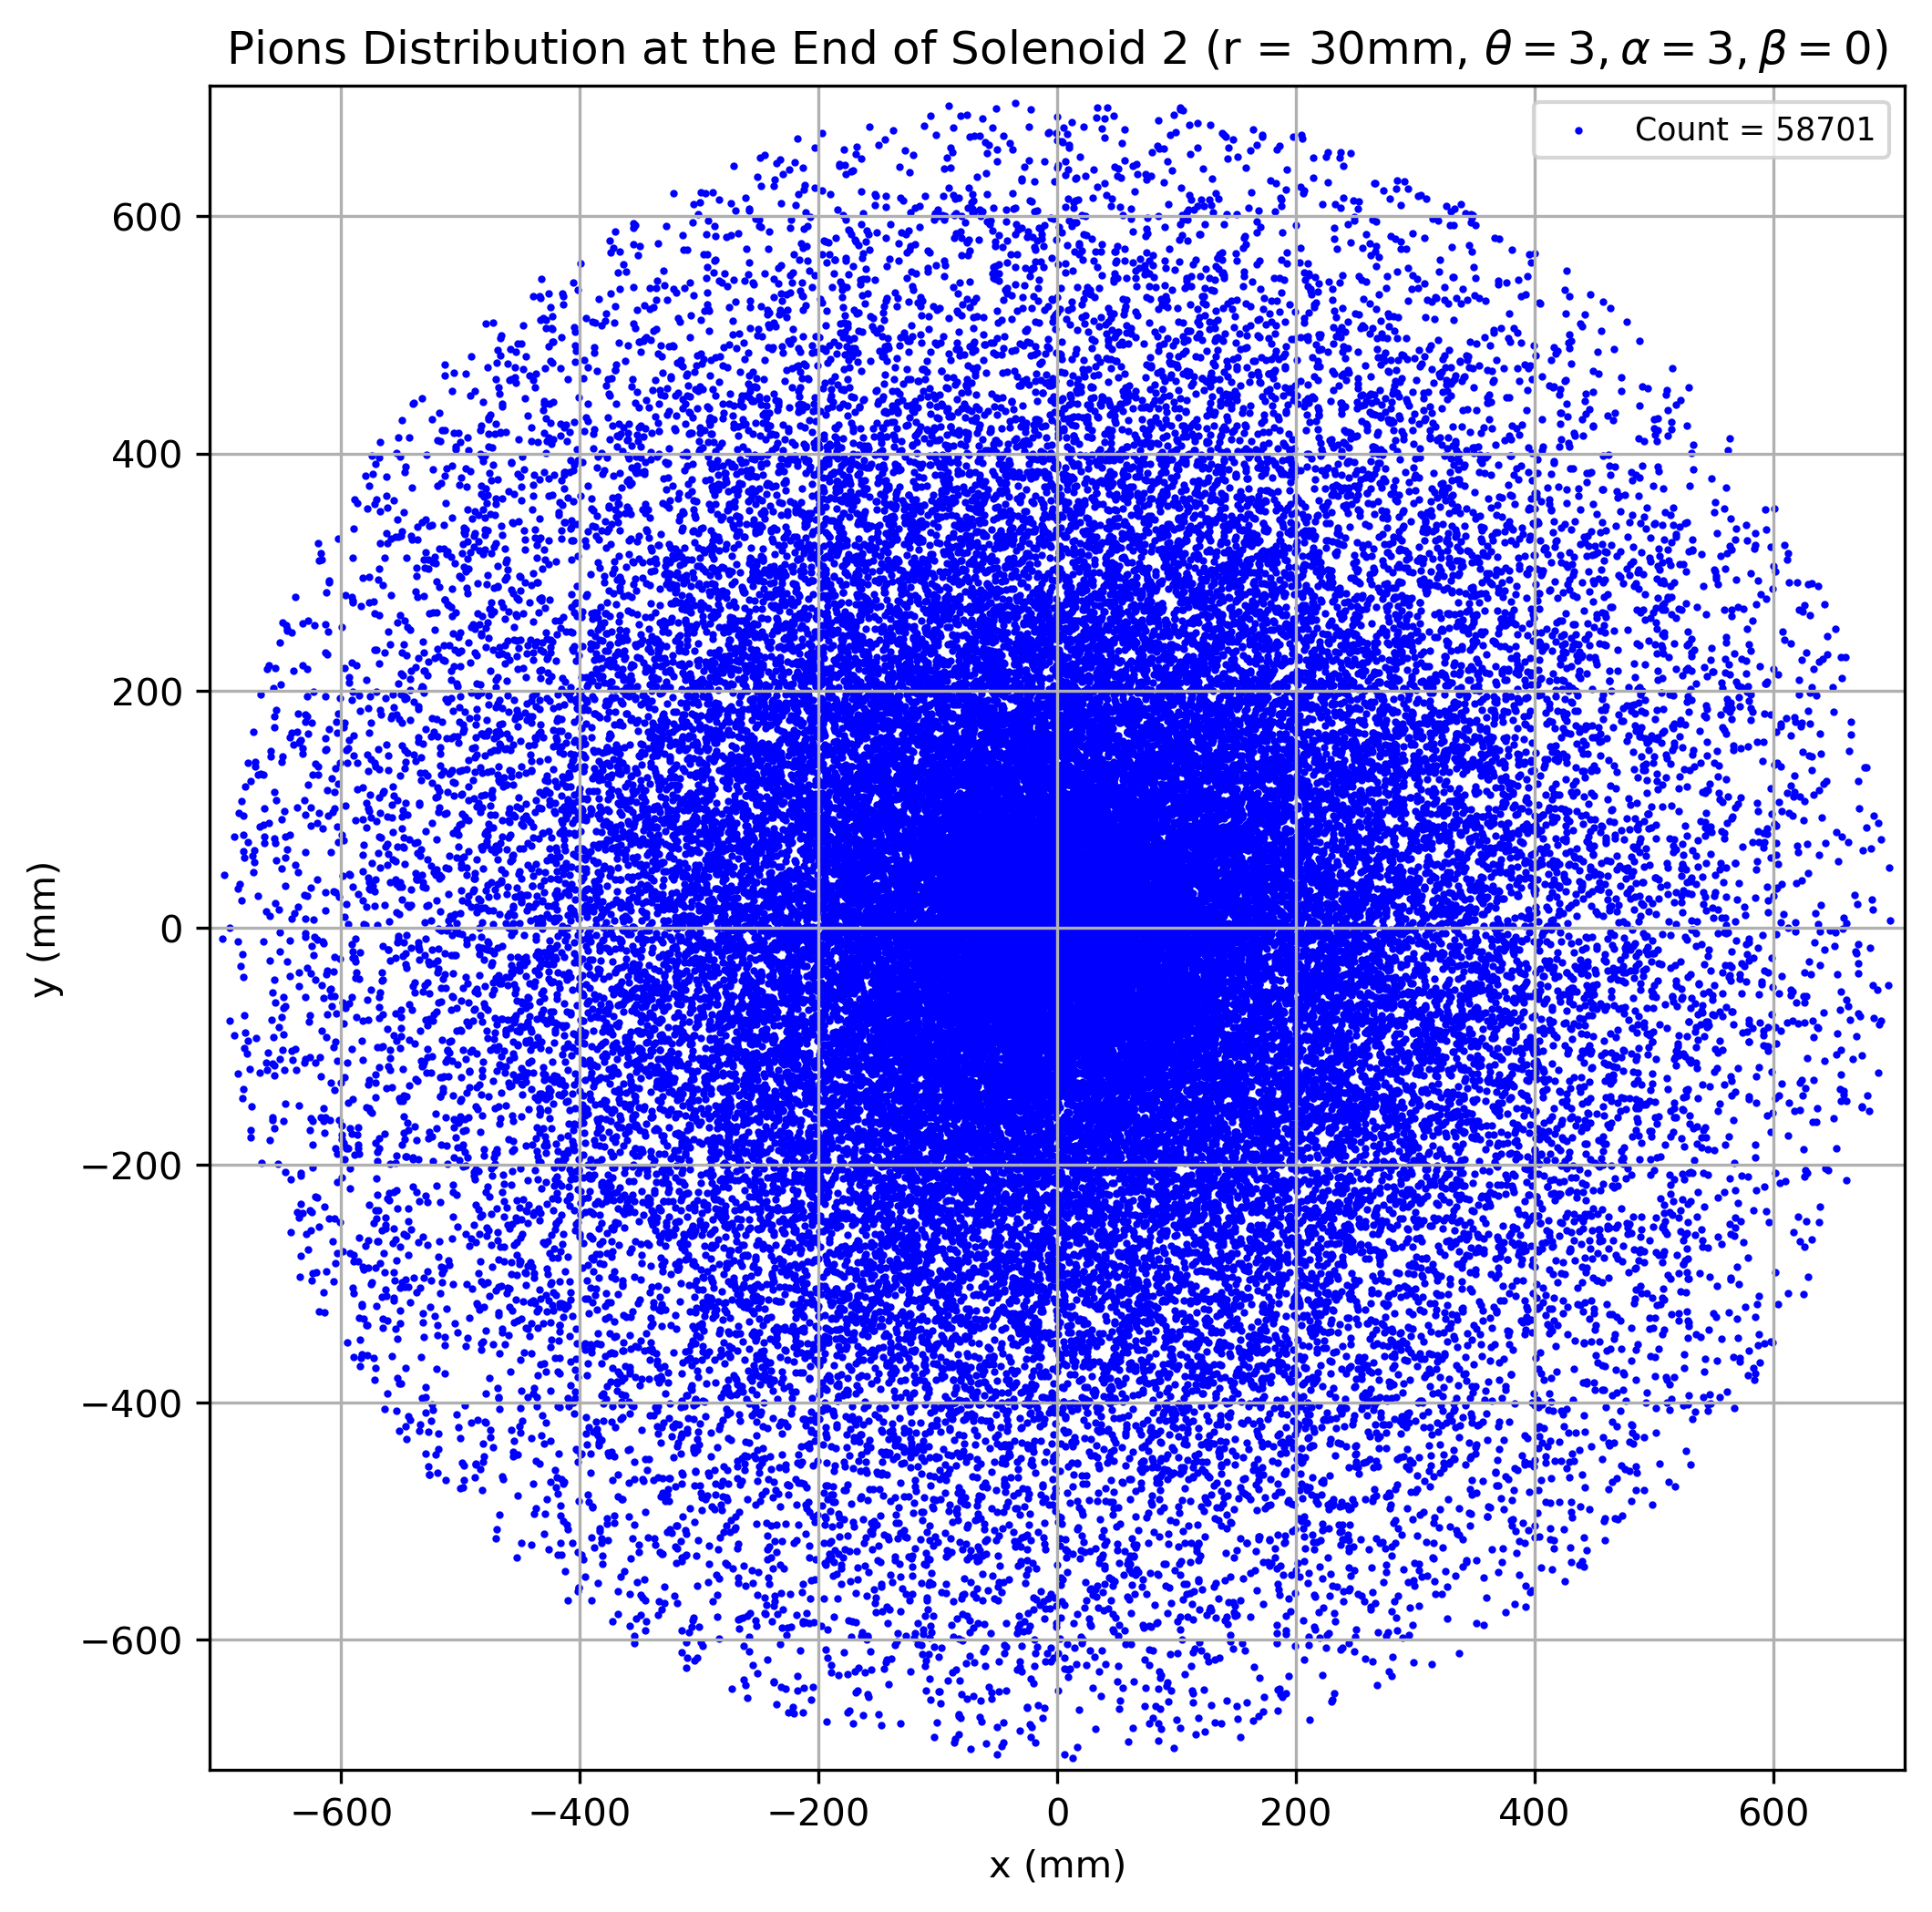 Pions Distribution at the End of Solenoid 2 (r = 30mm, θ = 3, α = 3, β = 0)
Count = 58701
600
400
200
0
−200
−400
−600
y (mm)
−600 −400 −200 0 200 400 600
x (mm)